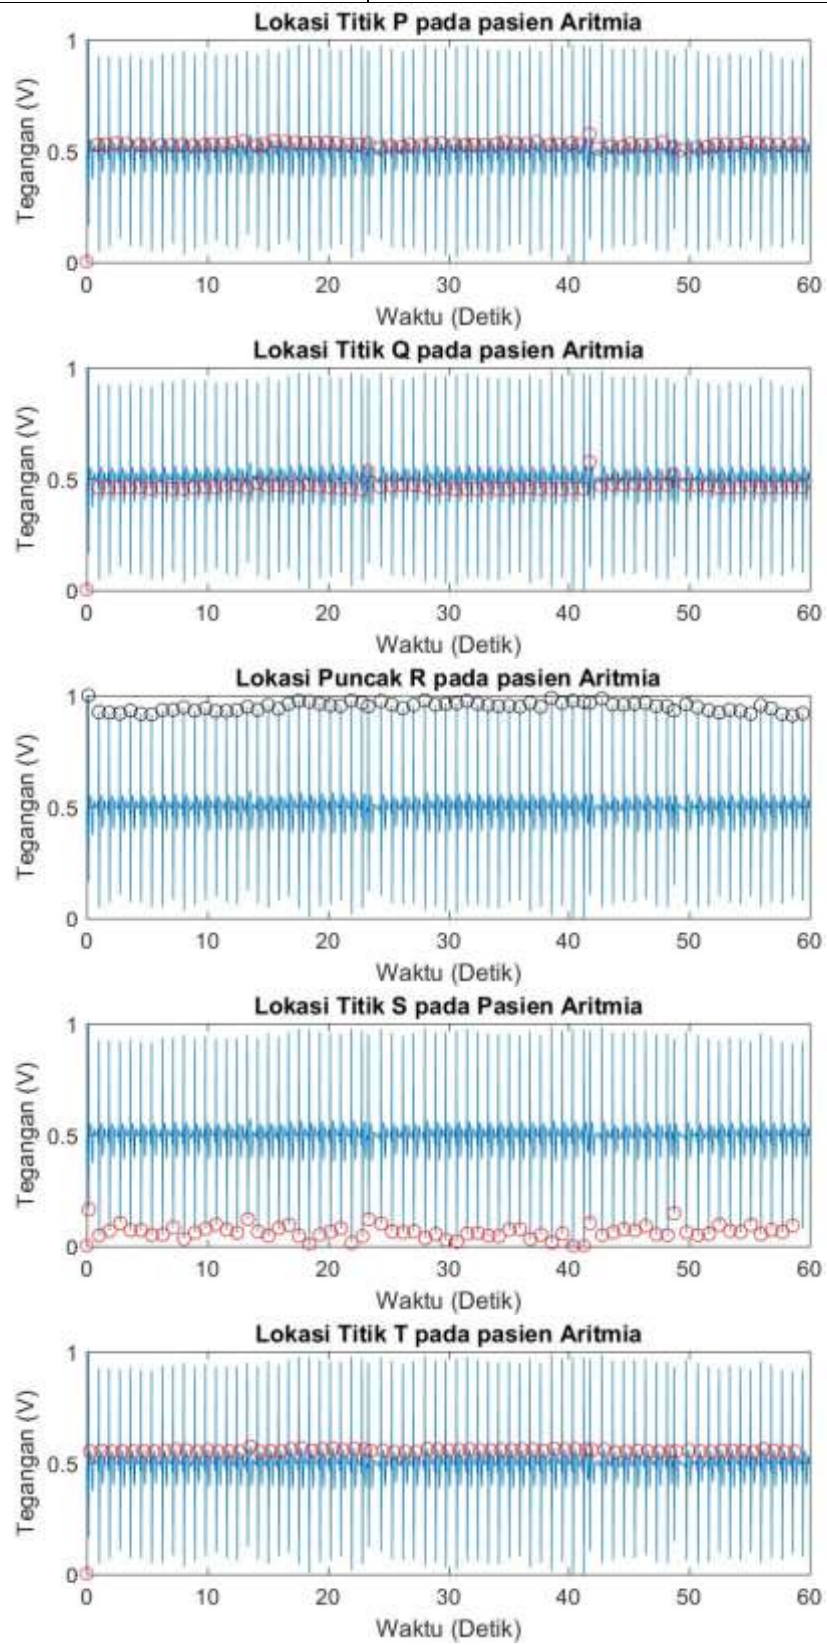 Lokasi Titik P pada pasien Aritmia
1
0.5
0
Tegangan (V)
0 10 20 30 40 50 60
Waktu (Detik)
Lokasi Titik Q pada pasien Aritmia
1
0.5
0
Tegangan (V)
0 10 20 30 40 50 60
Waktu (Detik)
Lokasi Puncak R pada pasien Aritmia
1
0.5
0
Tegangan (V)
0 10 20 30 40 50 60
Waktu (Detik)
Lokasi Titik S pada Pasien Aritmia
1
0.5
0
Tegangan (V)
0 10 20 30 40 50 60
Waktu (Detik)
Lokasi Titik T pada pasien Aritmia
1
0.5
0
Tegangan (V)
0 10 20 30 40 50 60
Waktu (Detik)